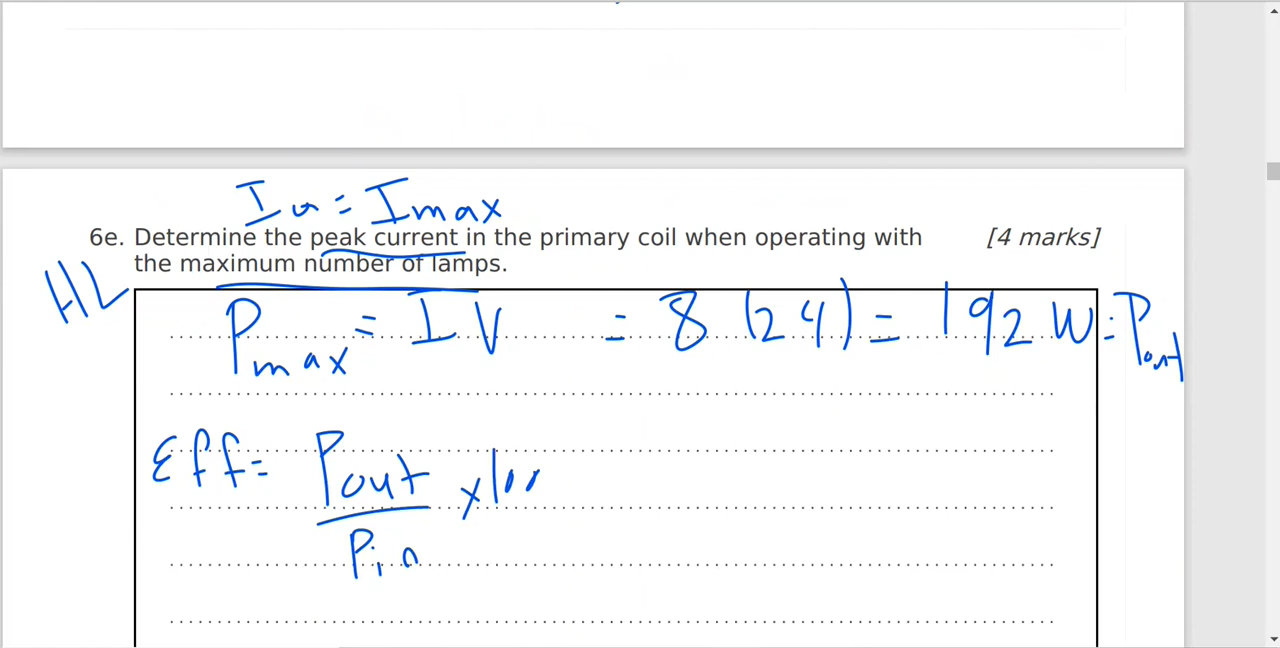 I₀ = Imax
6e. Determine the peak current in the primary coil when operating with [4 marks]
the maximum number of lamps.
HL
Pmax = IV = 8 (24) = 192 W = Pout
Eff = Pout / Pin x100